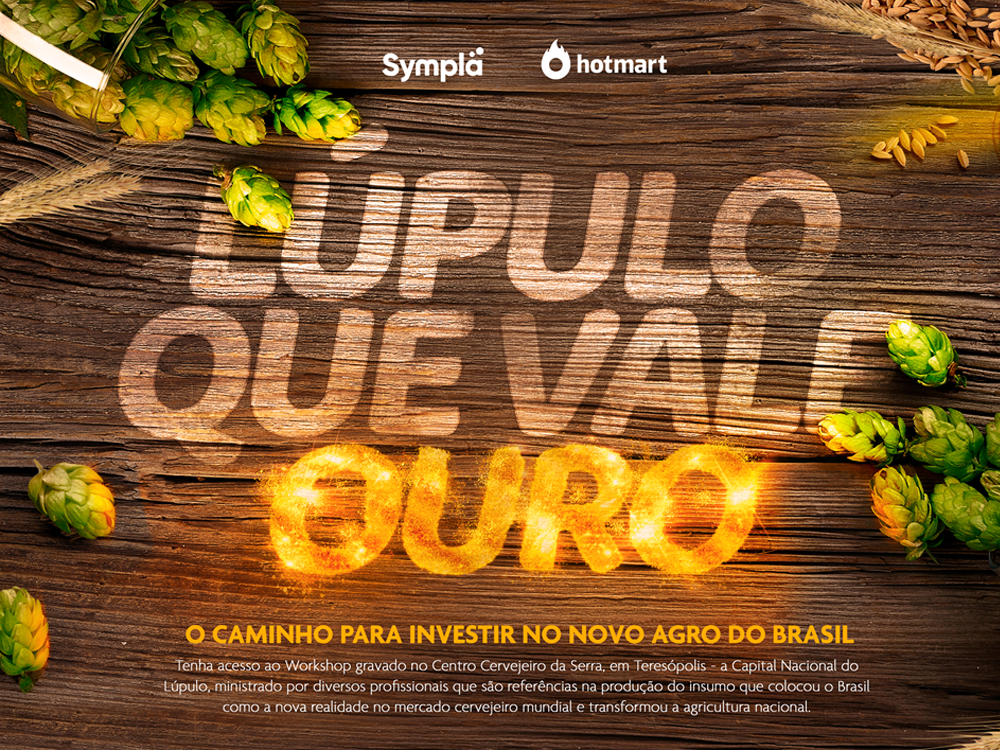 Symplä hotmart
LÚPULO
QUE VALE
OURO
O CAMINHO PARA INVESTIR NO NOVO AGRO DO BRASIL
Tenha acesso ao Workshop gravado no Centro Cervejeiro da Serra, em Teresópolis - a Capital Nacional do
Lúpulo, ministrado por diversos profissionais que são referências na produção do insumo que colocou o Brasil
como a nova realidade no mercado cervejeiro mundial e transformou a agricultura nacional.